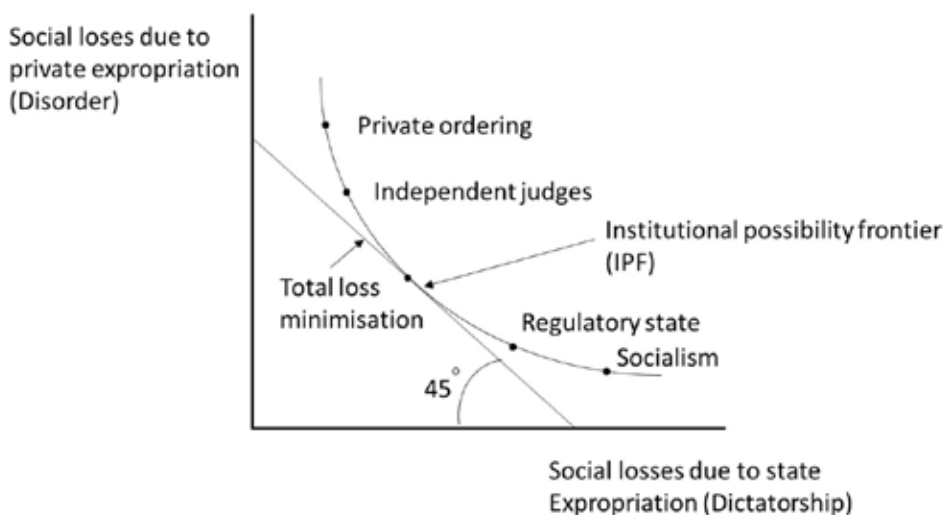 Social loses due to
private expropriation
(Disorder)
Private ordering
Independent judges
Institutional possibility frontier
(IPF)
Total loss
minimisation
Regulatory state
Socialism
45°
Social losses due to state
Expropriation (Dictatorship)